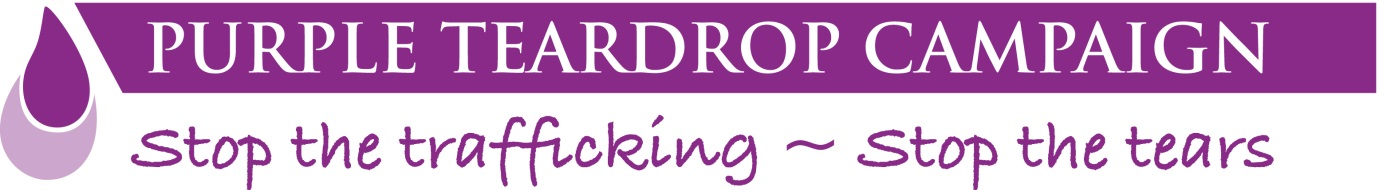 PURPLE TEARDROP CAMPAIGN
Stop the trafficking ~ Stop the tears